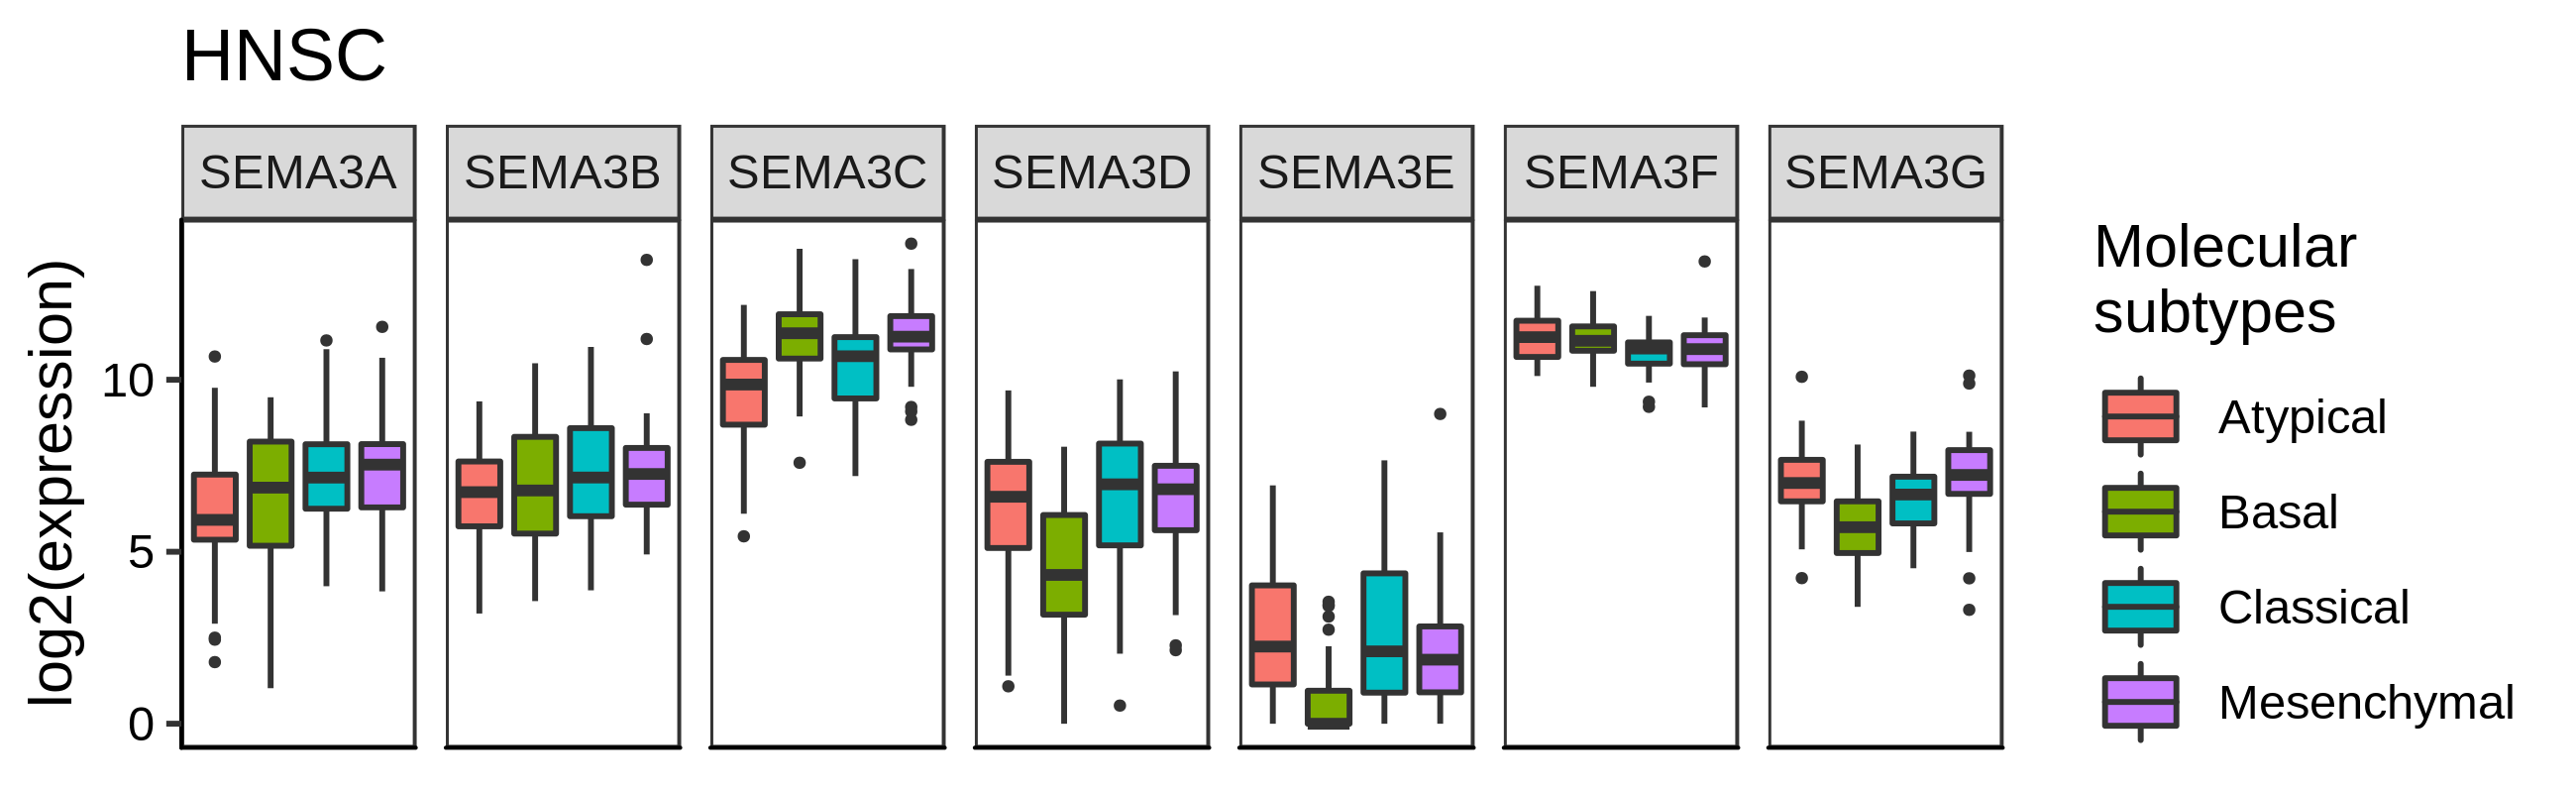 HNSC
SEMA3A SEMA3B SEMA3C SEMA3D SEMA3E SEMA3F SEMA3G
log2(expression)
10
5
0
Molecular
subtypes
Atypical
Basal
Classical
Mesenchymal